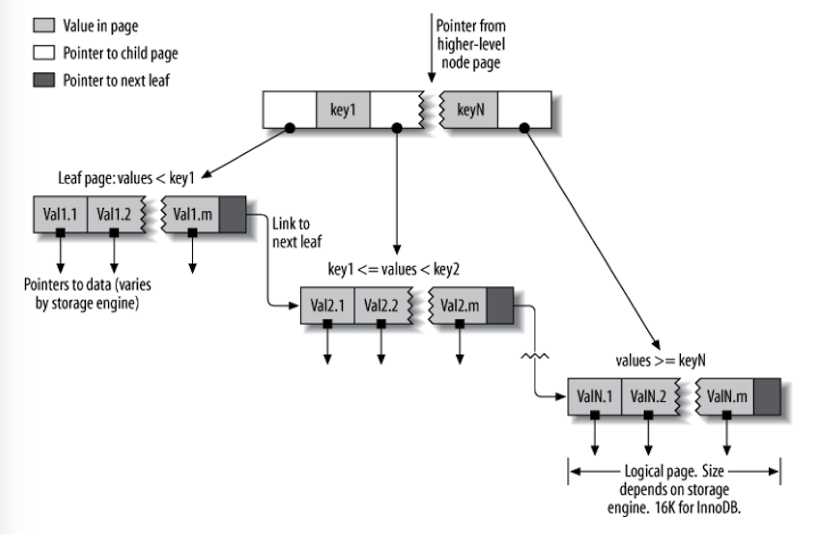 Value in page
Pointer to child page
Pointer to next leaf
Pointer from
higher-level
node page
key1
keyN
Leaf page: values < key1
Val1.1
Val1.2
Val1.m
Link to
next leaf
Pointers to data (varies
by storage engine)
key1 <= values < key2
Val2.1
Val2.2
Val2.m
values >= keyN
ValN.1
ValN.2
ValN.m
Logical page. Size
depends on storage
engine. 16K for InnoDB.